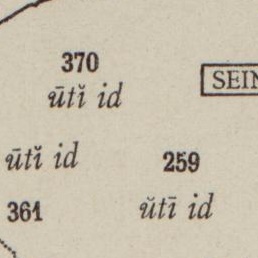 370
ūtĭ id
SEIN
ūtĭ id
259
361
ŭtī id